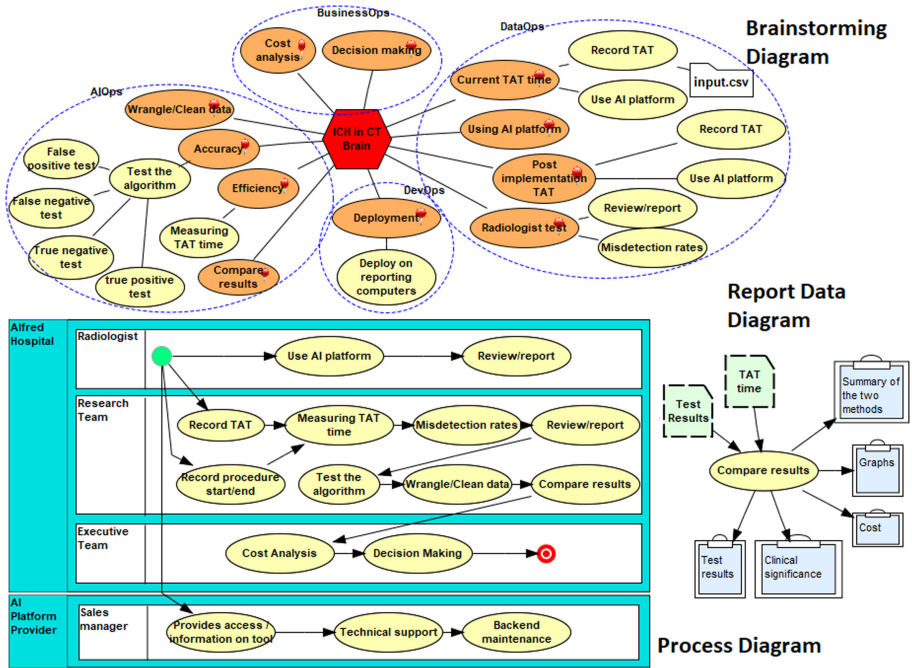 BusinessOps
Cost
analysis
Decision making
DataOps
Current TAT time
Record TAT
Use AI platform
input.csv
Brainstorming
Diagram
AIOps
Wrangle/Clean data
ICH in CT
Brain
Using AI platform
Record TAT
False
positive test
Test the
algorithm
Accuracy
Efficiency
Post
implementation
TAT
Use AI platform
False negative
test
Measuring
TAT time
DevOps
Deployment
Radiologist test
Review/report
Misdetection rates
True negative
test
true positive
test
Compare
results
Deploy on
reporting
computers
Report Data
Diagram
Alfred
Hospital
Radiologist
Use AI platform
Review/report
Research
Team
Record TAT
Measuring TAT
time
Misdetection rates
Review/report
Record procedure
start/end
Test the
algorithm
Wrangle/Clean data
Compare results
Executive
Team
Cost Analysis
Decision Making
AI
Platform
Provider
Sales
manager
Provides access /
information on tool
Technical support
Backend
maintenance
Process Diagram
Test
Results
TAT
time
Summary of
the two
methods
Compare results
Graphs
Cost
Test
results
Clinical
significance